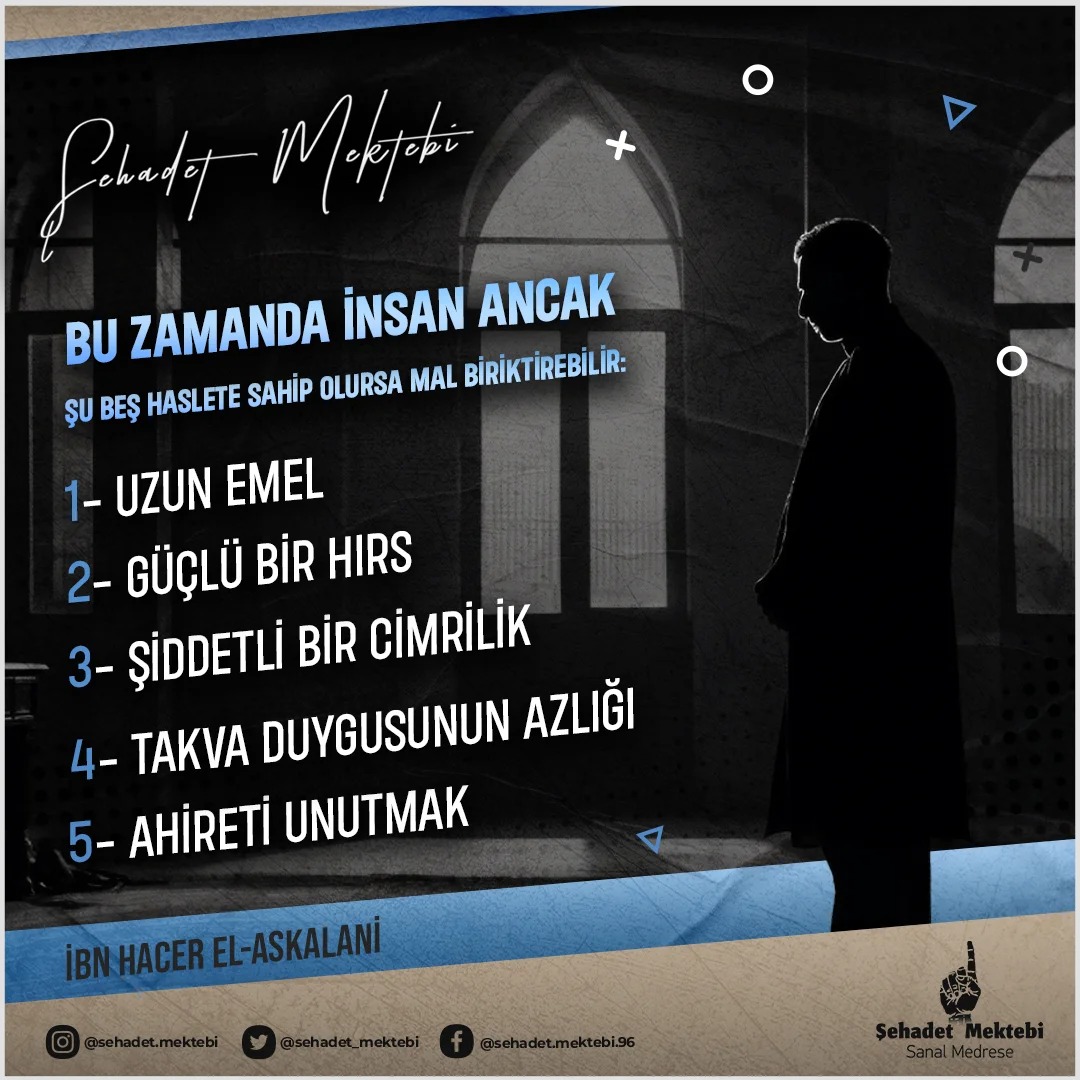 Şehadet Mektebi
BU ZAMANDA İNSAN ANCAK
ŞU BEŞ HASLETE SAHİP OLURSA MAL BİRİKTİREBİLİR:
1- UZUN EMEL
2- GÜÇLÜ BİR HIRS
3- ŞİDDETLİ BİR CİMRİLİK
4- TAKVA DUYGUSUNUN AZLIĞI
5- AHİRETİ UNUTMAK
İBN HACER EL-ASKALANİ
@sehadet.mektebi
@sehadet_mektebi
@sehadet.mektebi.96
Şehadet Mektebi
Sanal Medrese